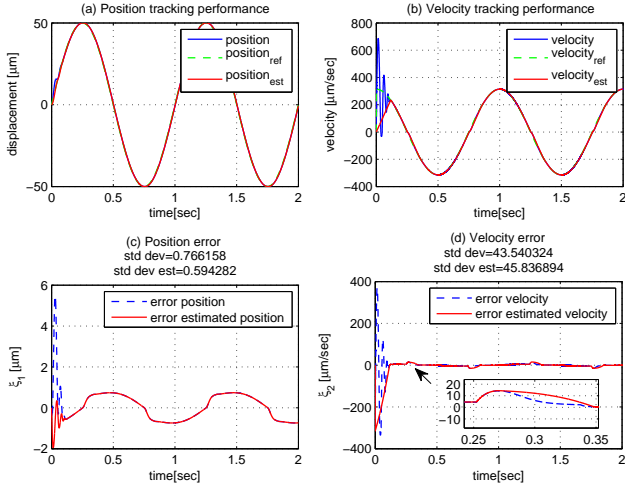 (a) Position tracking performance
50
0
−50
0
0.5
1
1.5
2
displacement [μm]
time[sec]
position
position_ref
position_est
(b) Velocity tracking performance
800
600
400
200
0
−200
−400
0
0.5
1
1.5
2
velocity [μm/sec]
time[sec]
velocity
velocity_ref
velocity_est
(c) Position error
std dev=0.766158
std dev est=0.594282
6
4
2
0
−2
0
0.5
1
1.5
2
ξ1 [μm]
time[sec]
error position
error estimated position
(d) Velocity error
std dev=43.540324
std dev est=45.836894
400
200
0
−200
−400
0
0.5
1
1.5
2
ξ2 [μm/sec]
time[sec]
error velocity
error estimated velocity
20
10
0
−10
0.25
0.3
0.35